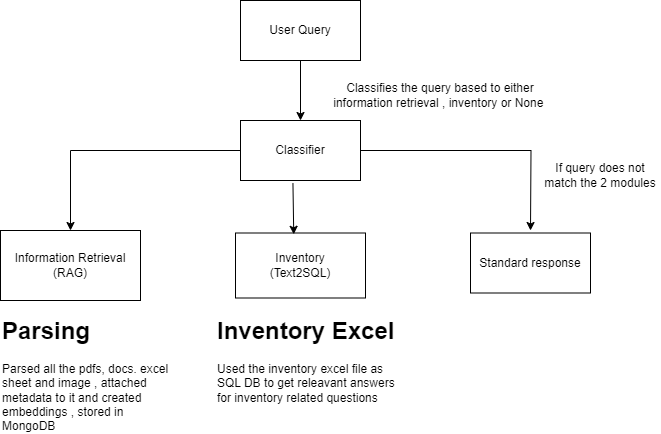 User Query
Classifies the query based to either
information retrieval , inventory or None
Classifier
If query does not
match the 2 modules
Information Retrieval
(RAG)
Inventory
(Text2SQL)
Standard response
Parsing
Parsed all the pdfs, docs. excel
sheet and image , attached
metadata to it and created
embeddings , stored in
MongoDB
Inventory Excel
Used the inventory excel file as
SQL DB to get releavant answers
for inventory related questions